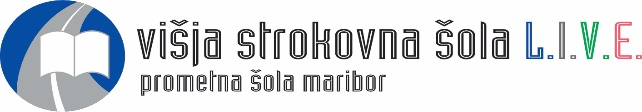 višja strokovna šola L.I.V.E.
prometna šola maribor